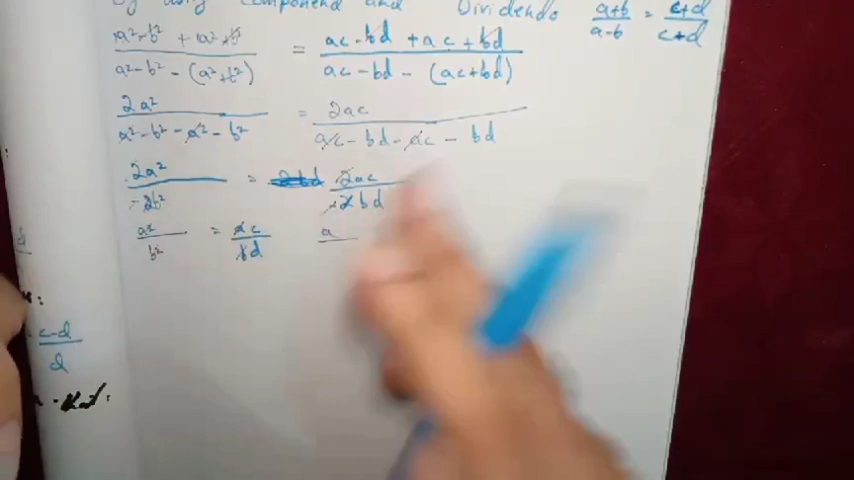 By using Componend and Dividendo a+b/a-b = c+d/c+d
a²-b² + a²+b² / a²-b² - (a²+b²) = ac-bd + ac+bd / ac-bd - (ac+bd)
2a² / a²-b²-a²-b² = 2ac / ac-bd-ac-bd
2a² / -2b² = 2ac / -2bd
a² / b² = ac / bd a
c-d / d